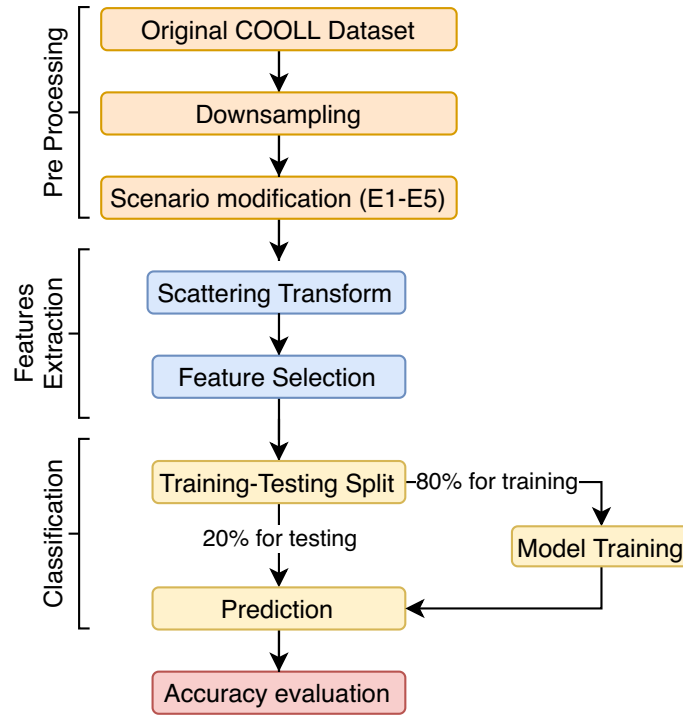 Pre Processing
Original COOLL Dataset
Downsampling
Scenario modification (E1-E5)
Features
Extraction
Scattering Transform
Feature Selection
Classification
Training-Testing Split
80% for training
20% for testing
Model Training
Prediction
Accuracy evaluation